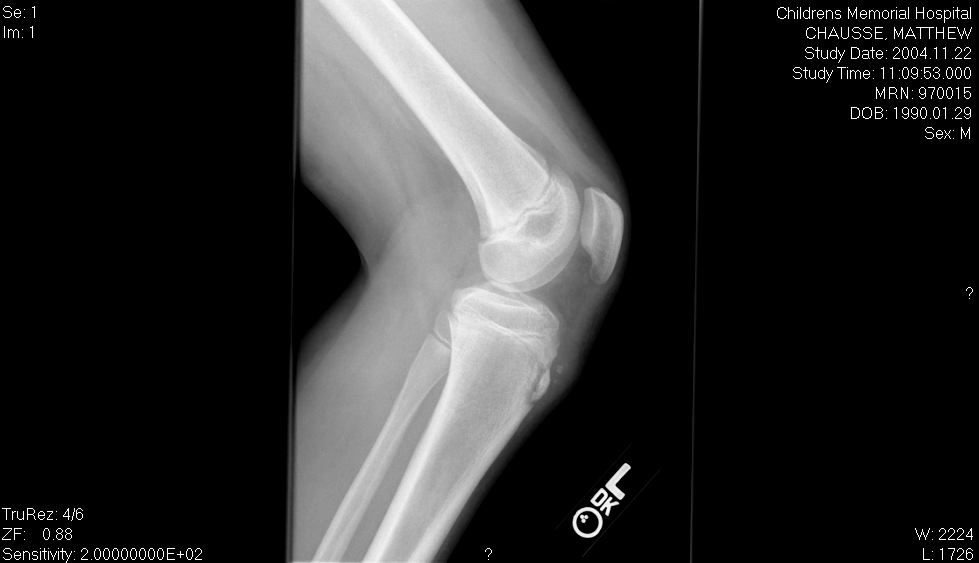 Se: 1
Im: 1
Childrens Memorial Hospital
CHAUSSE, MATTHEW
Study Date: 2004.11.22
Study Time: 11:09:53.000
MRN: 970015
DOB: 1990.01.29
Sex: M
?
L
DK
TruRez: 4/6
ZF: 0.88
Sensitivity: 2.00000000E+02
?
W: 2224
L: 1726